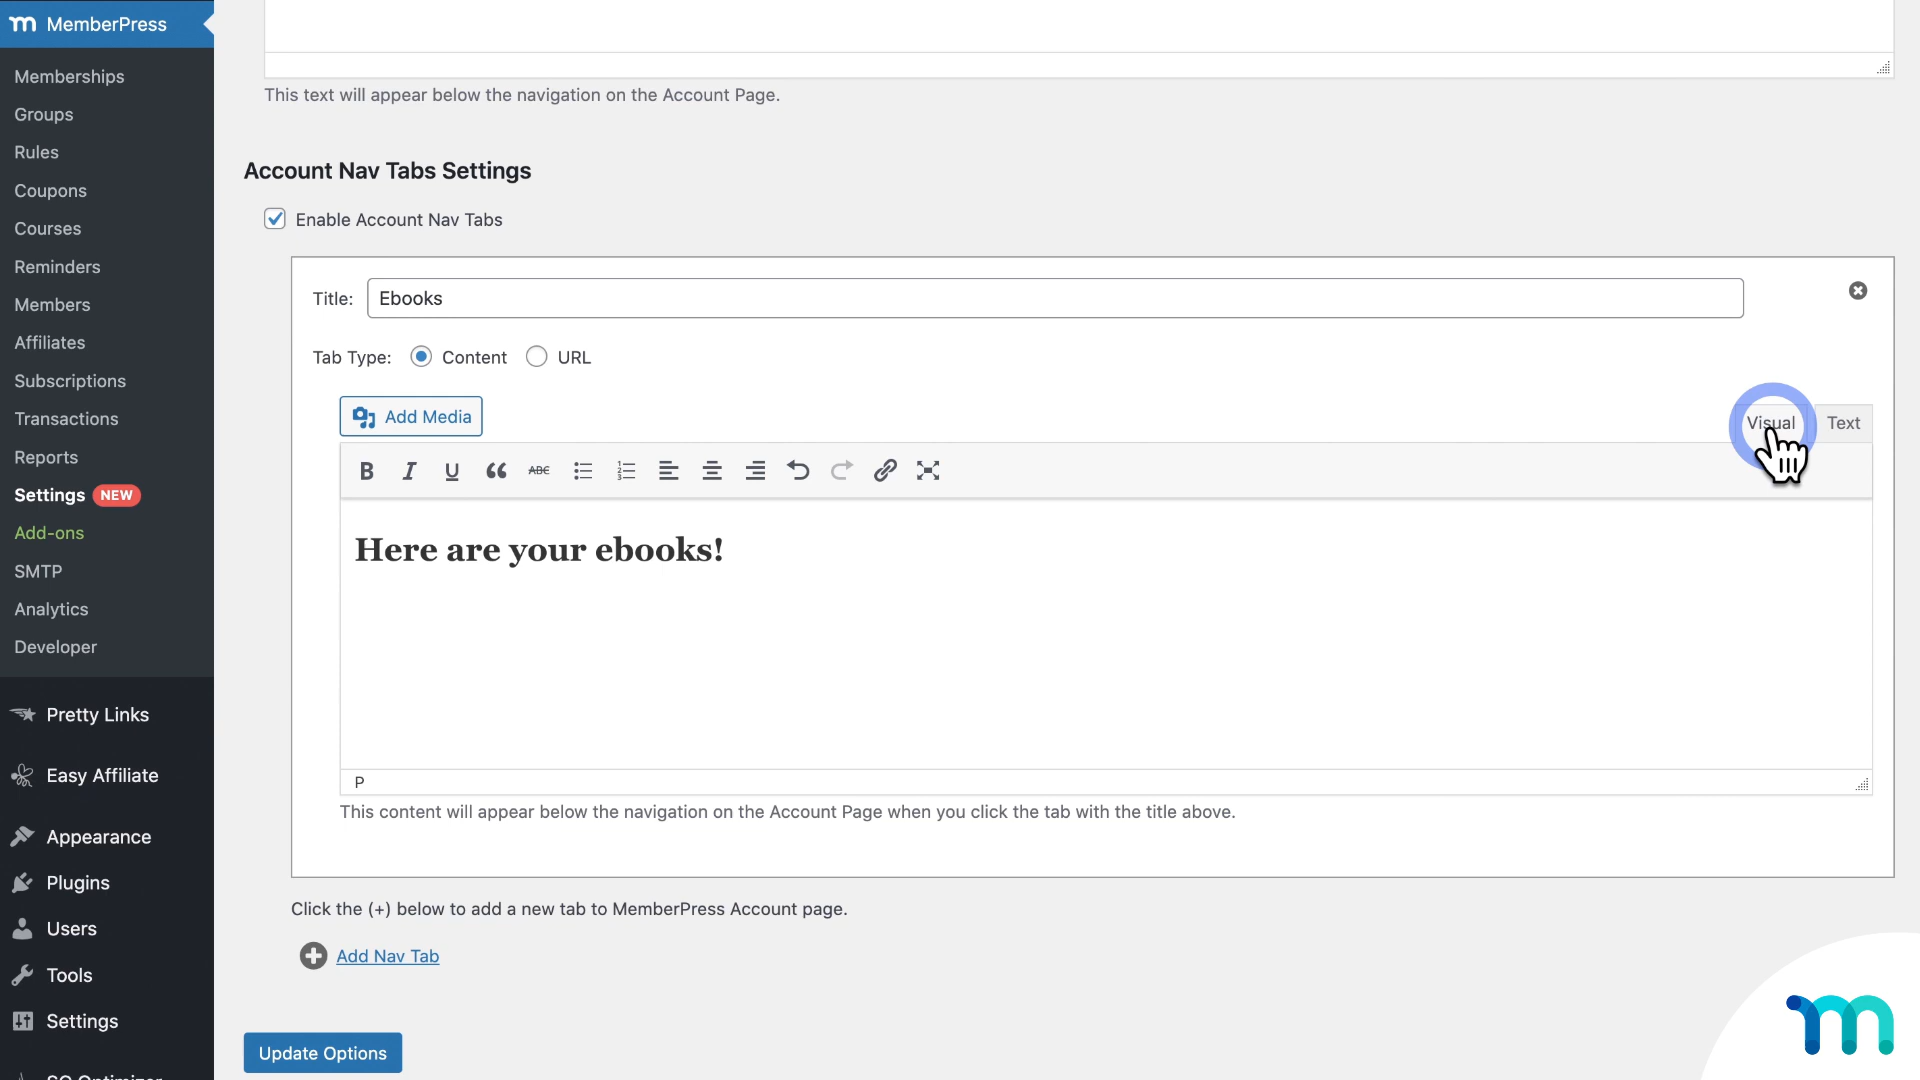 MemberPress
Memberships
Groups
Rules
Coupons
Courses
Reminders
Members
Affiliates
Subscriptions
Transactions
Reports
Settings NEW
Add-ons
SMTP
Analytics
Developer
Pretty Links
Easy Affiliate
Appearance
Plugins
Users
Tools
Settings
This text will appear below the navigation on the Account Page.
Account Nav Tabs Settings
Enable Account Nav Tabs
Title: Ebooks
Tab Type: Content URL
Add Media
Visual Text
B I U ABC
Here are your ebooks!
P
This content will appear below the navigation on the Account Page when you click the tab with the title above.
Click the (+) below to add a new tab to MemberPress Account page.
Add Nav Tab
Update Options